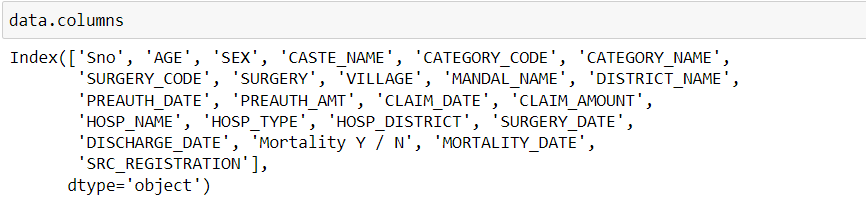 data.columns
Index(['Sno', 'AGE', 'SEX', 'CASTE_NAME', 'CATEGORY_CODE', 'CATEGORY_NAME',
'SURGERY_CODE', 'SURGERY', 'VILLAGE', 'MANDAL_NAME', 'DISTRICT_NAME',
'PREAUTH_DATE', 'PREAUTH_AMT', 'CLAIM_DATE', 'CLAIM_AMOUNT',
'HOSP_NAME', 'HOSP_TYPE', 'HOSP_DISTRICT', 'SURGERY_DATE',
'DISCHARGE_DATE', 'Mortality Y / N', 'MORTALITY_DATE',
'SRC_REGISTRATION'],
dtype='object')